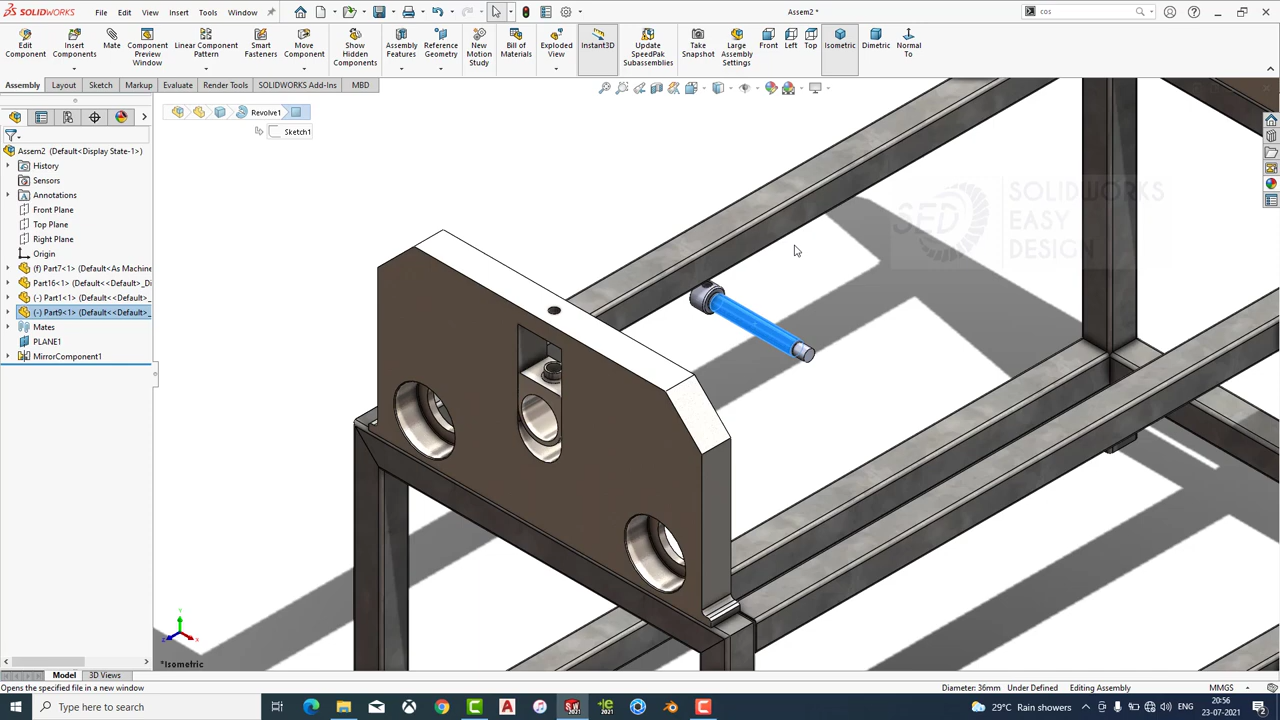 SOLIDWORKS File Edit View Insert Tools Window Assem2 * cos
Edit Component
Insert Components
Mate
Component Preview Window
Linear Component Pattern
Smart Fasteners
Move Component
Show Hidden Components
Assembly Features
Reference Geometry
New Motion Study
Bill of Materials
Exploded View
Instant3D
Update SpeedPak Subassemblies
Take Snapshot
Large Assembly Settings
Front
Left
Top
Isometric
Dimetric
Normal To
Assembly Layout Sketch Markup Evaluate Render Tools SOLIDWORKS Add-Ins MBD
Revolve1
Sketch1
Assem2 (Default<Display State-1>)
History
Sensors
Annotations
Front Plane
Top Plane
Right Plane
Origin
(f) Part7<1> (Default<As Machine
Part16<1> (Default<<Default>_Di
(-) Part1<1> (Default<<Default>_
(-) Part9<1> (Default<<Default>_
Mates
PLANE1
MirrorComponent1
SED
SOLIDWORKS
EASY
DESIGN
Y
X
Z
*Isometric
Model 3D Views
Opens the specified file in a new window Diameter: 36mm Under Defined Editing Assembly MMGS
Type here to search
29°C Rain showers ENG
20:56
23-07-2021